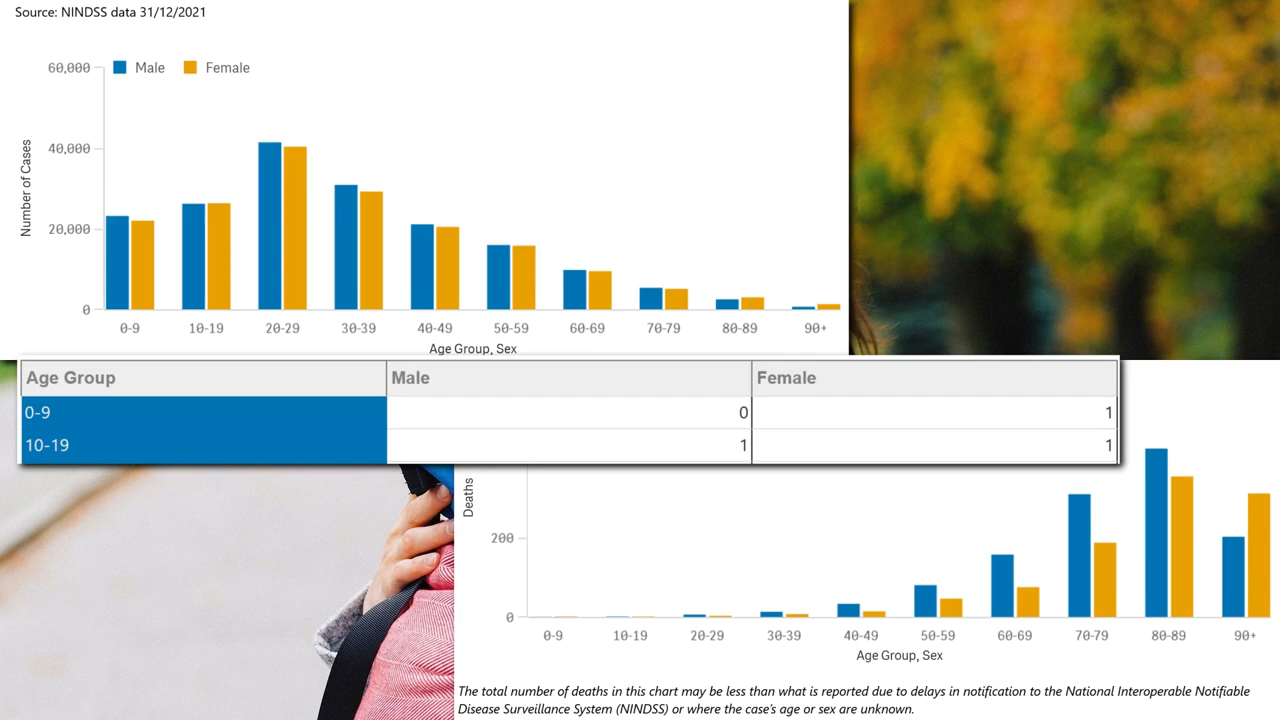 Source: NINDSS data 31/12/2021
60,000
Male Female
40,000
20,000
0
Number of Cases
0-9 10-19 20-29 30-39 40-49 50-59 60-69 70-79 80-89 90+
Age Group, Sex
Age Group Male Female
0-9 0 1
10-19 1 1
Deaths
200
0
0-9 10-19 20-29 30-39 40-49 50-59 60-69 70-79 80-89 90+
Age Group, Sex
The total number of deaths in this chart may be less than what is reported due to delays in notification to the National Interoperable Notifiable
Disease Surveillance System (NINDSS) or where the case's age or sex are unknown.